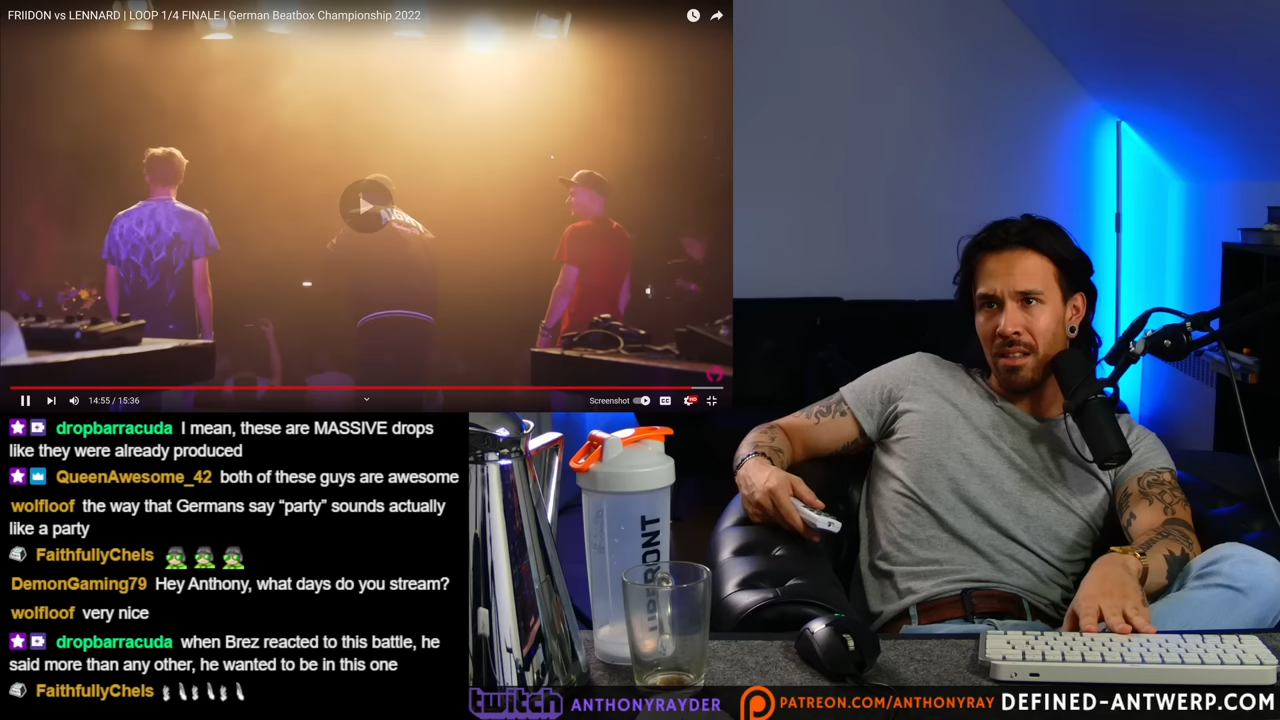 FRIIDON vs LENNARD | LOOP 1/4 FINALE | German Beatbox Championship 2022
14:55 / 15:36
Screenshot
CC
HD
dropbarracuda I mean, these are MASSIVE drops
like they were already produced
QueenAwesome_42 both of these guys are awesome
wolfloof the way that Germans say “party” sounds actually
like a party
FaithfullyChels
DemonGaming79 Hey Anthony, what days do you stream?
wolfloof very nice
dropbarracuda when Brez reacted to this battle, he
said more than any other, he wanted to be in this one
FaithfullyChels
twitch ANTHONYRAYDER
PATREON.COM/ANTHONYRAY
DEFINED-ANTWERP.COM